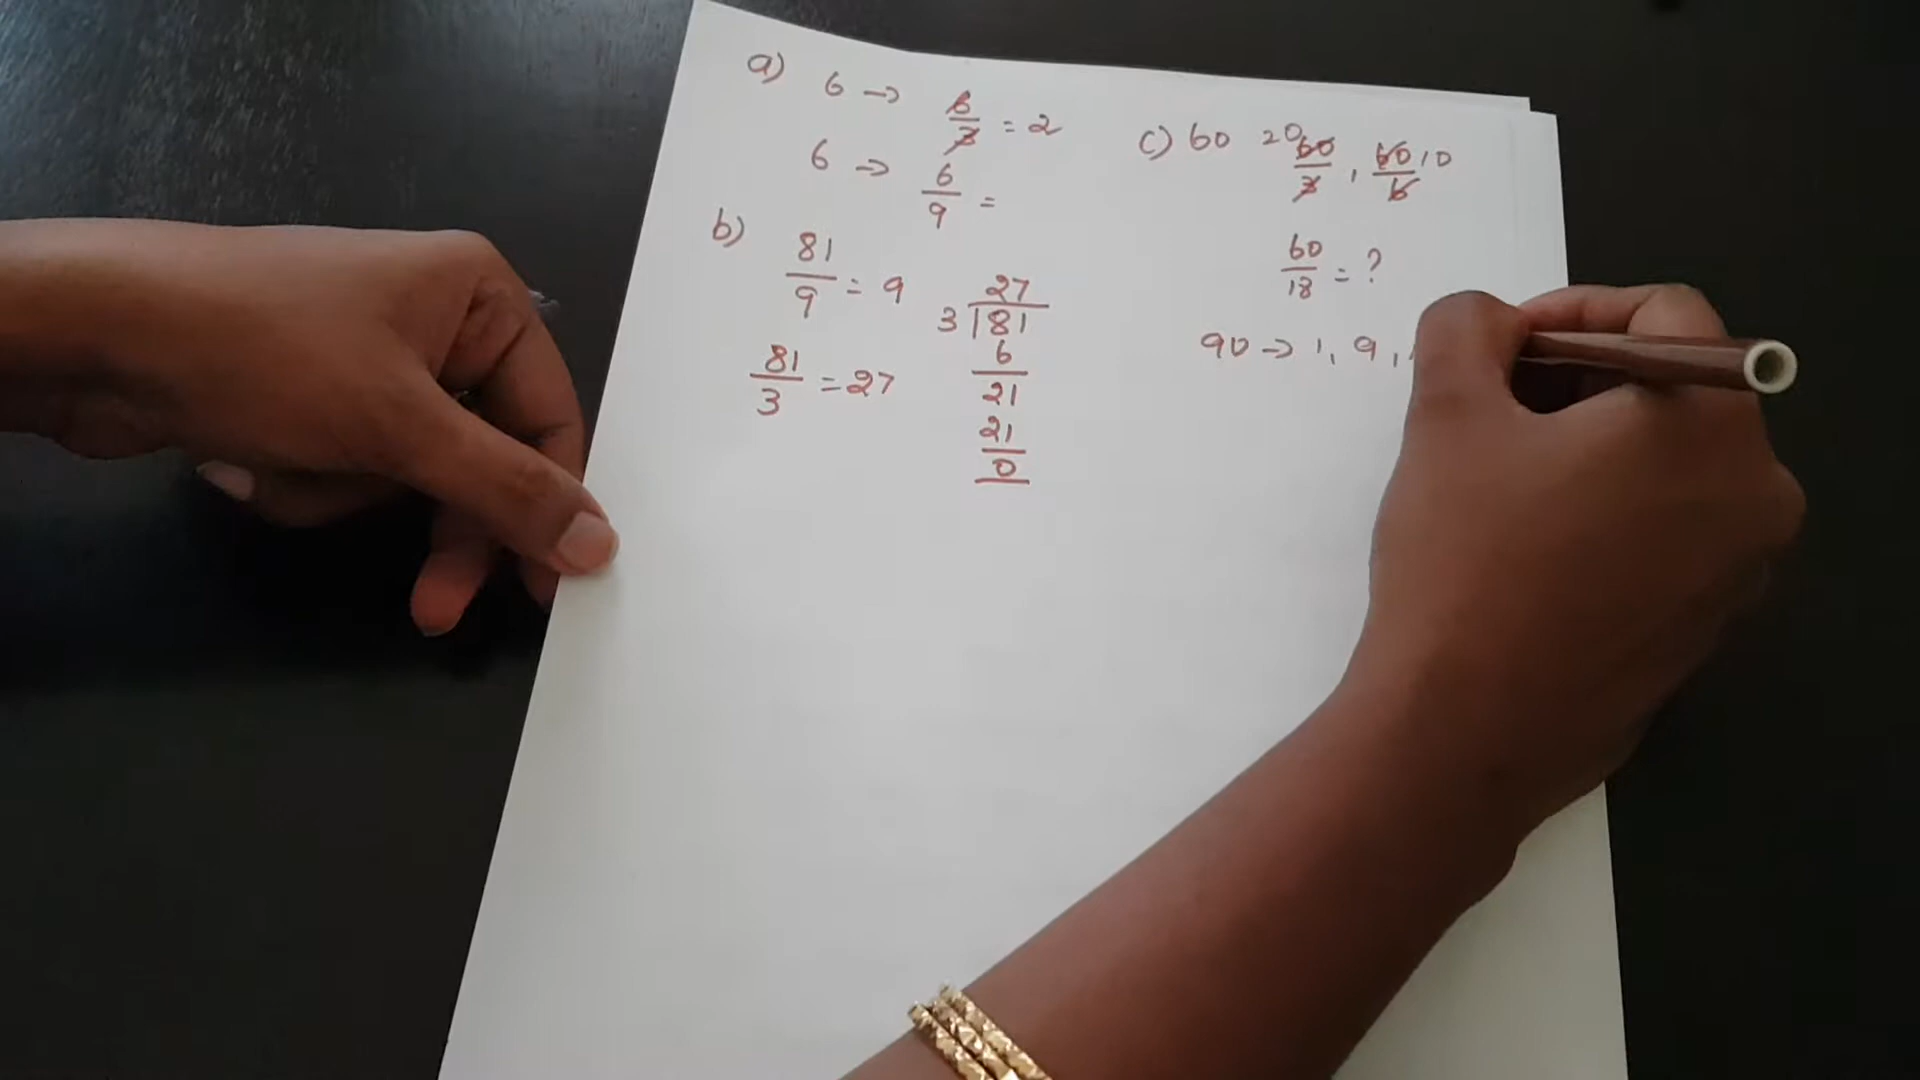 a) 6 → 6/3 = 2
6 → 6/9 =
b) 81/9 = 9
81/3 = 27
27
3 81
6
21
21
0
c) 60 20 60/3 , 60/6 10
60/18 = ?
90 → 1, 9,